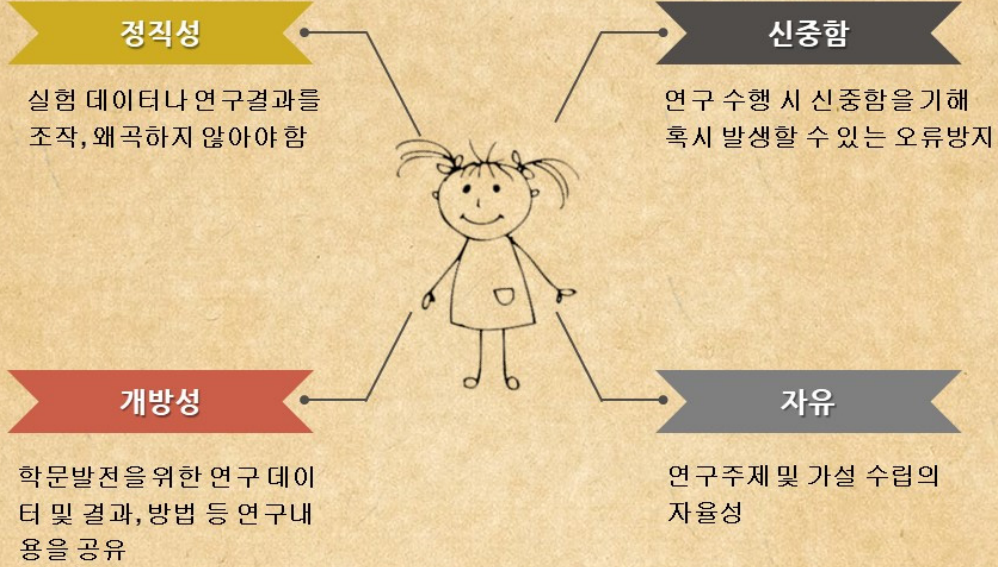 정직성
실험 데이터나 연구결과를
조작, 왜곡하지 않아야 함
신중함
연구 수행 시 신중함을 기해
혹시 발생할 수 있는 오류방지
개방성
학문발전을 위한 연구 데이
터 및 결과, 방법 등 연구내
용을 공유
자유
연구주제 및 가설 수립의
자율성